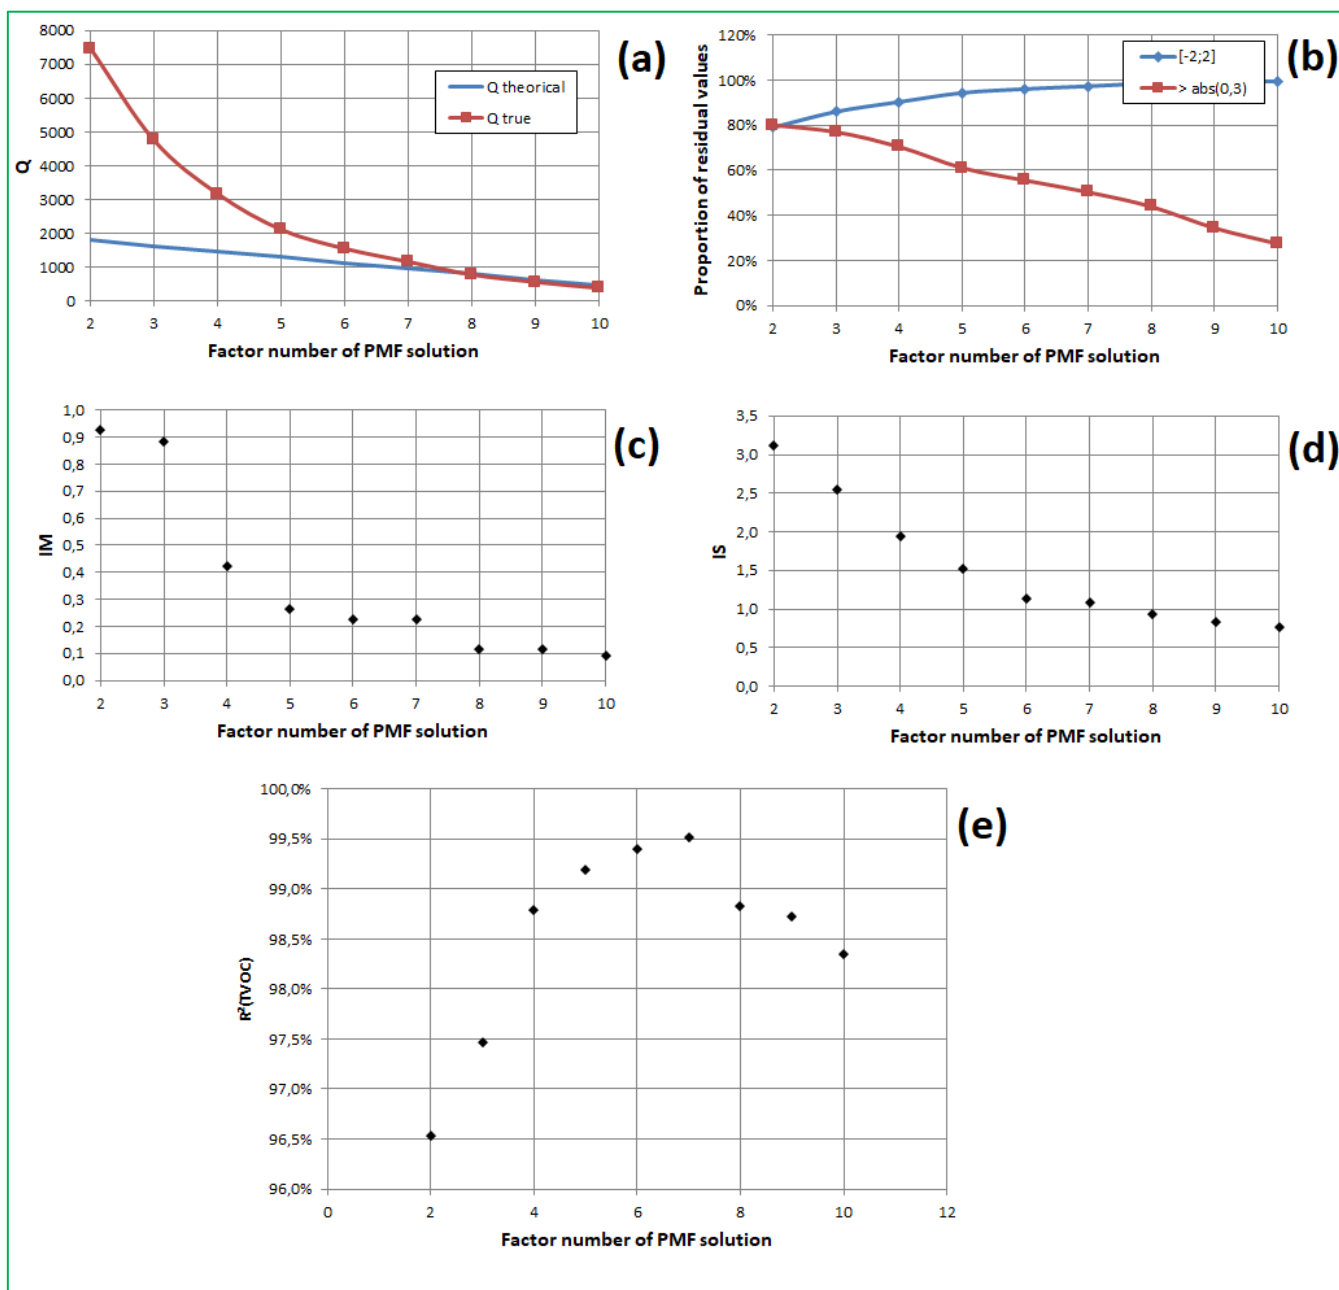 (a)
8000
7000
6000
5000
4000
3000
2000
1000
0
Q
Q theorical
Q true
2 3 4 5 6 7 8 9 10
Factor number of PMF solution
(b)
120%
100%
80%
60%
40%
20%
0%
Proportion of residual values
[-2;2]
> abs(0,3)
2 3 4 5 6 7 8 9 10
Factor number of PMF solution
(c)
1,0
0,9
0,8
0,7
0,6
0,5
0,4
0,3
0,2
0,1
0,0
IM
2 3 4 5 6 7 8 9 10
Factor number of PMF solution
(d)
3,5
3,0
2,5
2,0
1,5
1,0
0,5
0,0
IS
2 3 4 5 6 7 8 9 10
Factor number of PMF solution
(e)
100,0%
99,5%
99,0%
98,5%
98,0%
97,5%
97,0%
96,5%
96,0%
R²(TVOC)
0 2 4 6 8 10 12
Factor number of PMF solution